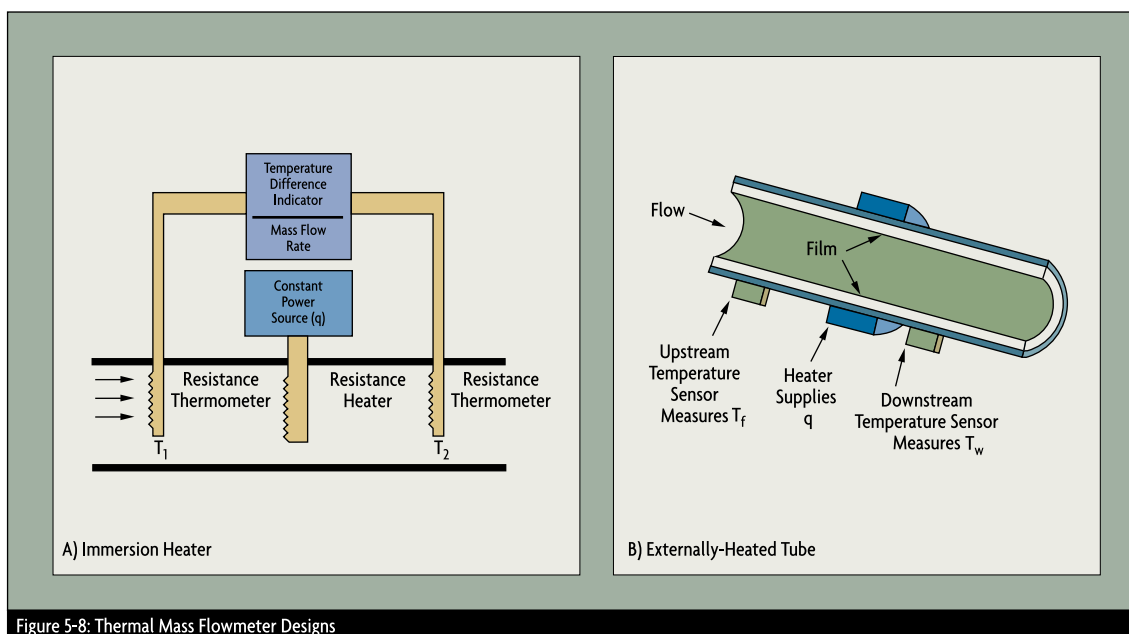 Temperature
Difference
Indicator
Mass Flow
Rate
Constant
Power
Source (q)
Resistance
Thermometer
Resistance
Heater
Resistance
Thermometer
T₁
T₂
A) Immersion Heater
Flow
Film
Upstream
Temperature
Sensor
Measures Tf
Heater
Supplies
q
Downstream
Temperature Sensor
Measures Tw
B) Externally-Heated Tube
Figure 5-8: Thermal Mass Flowmeter Designs